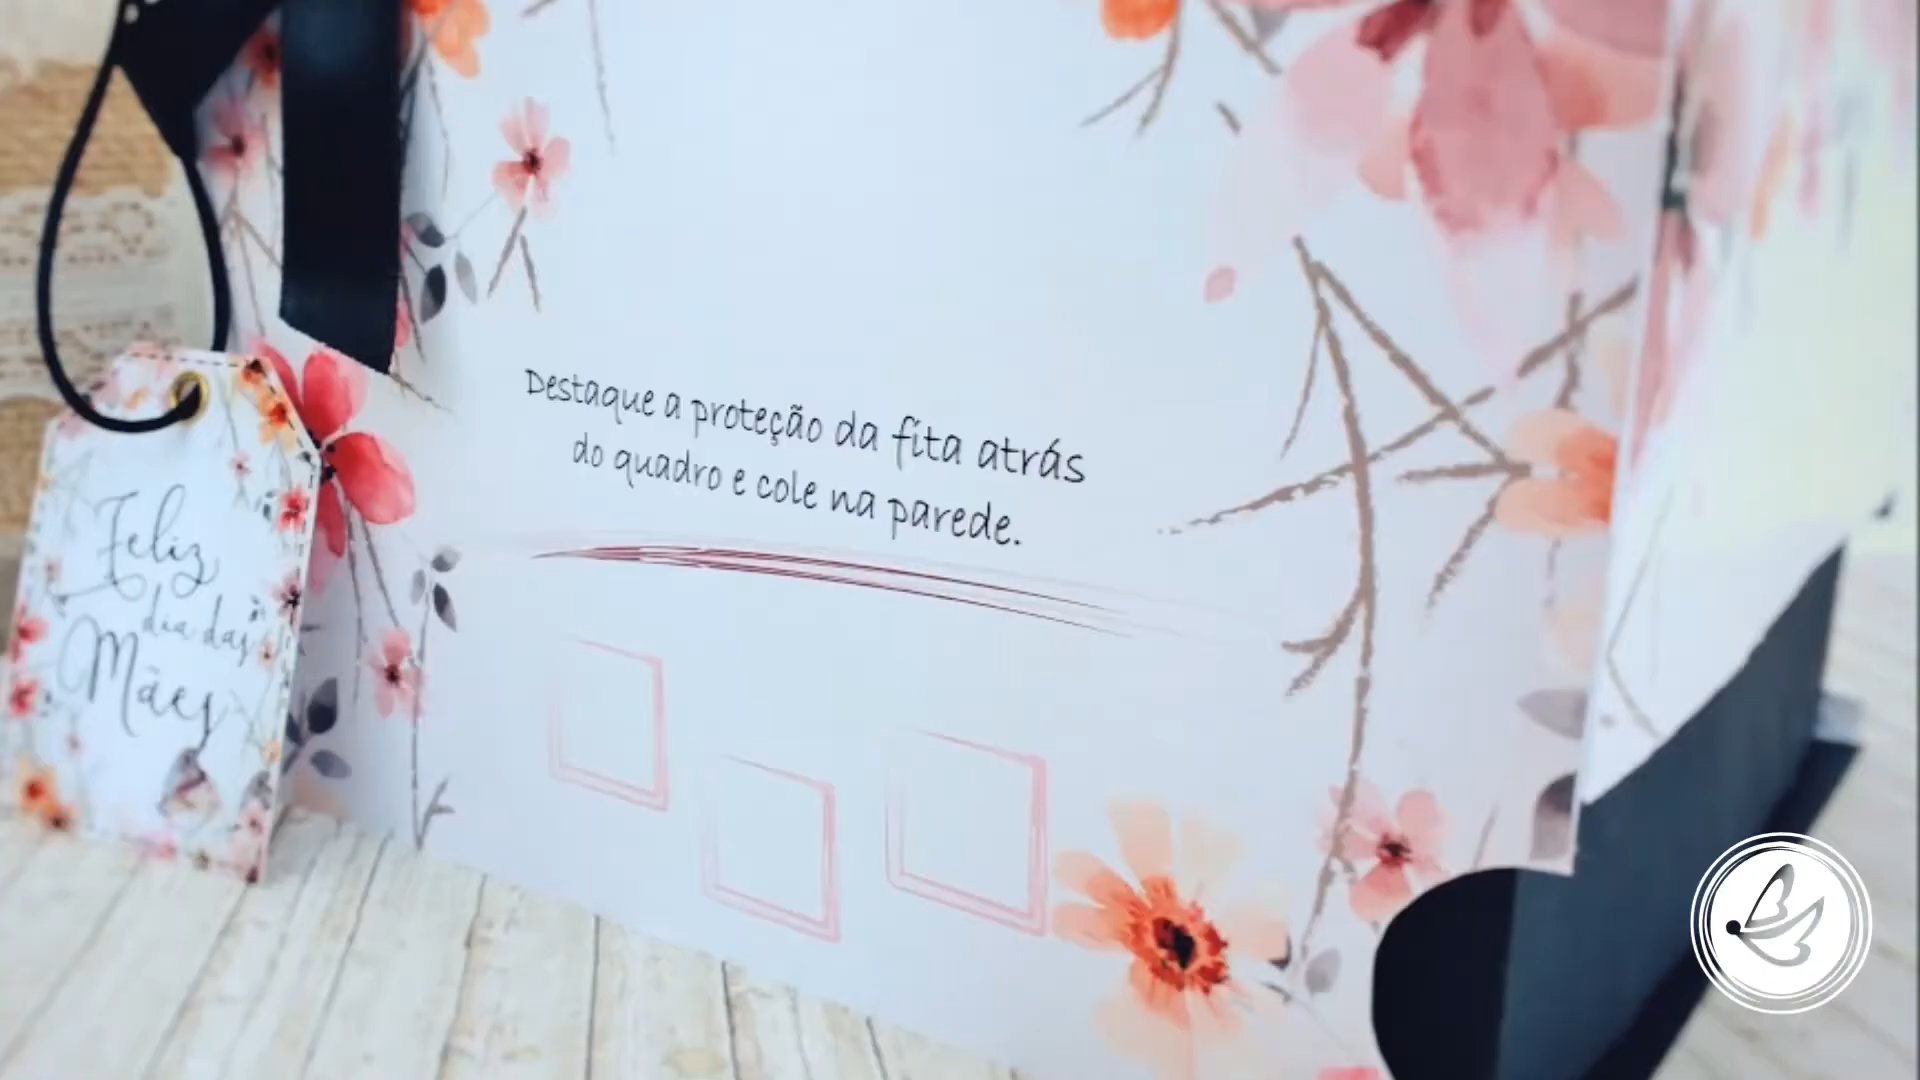 Destaque a proteção da fita atrás
do quadro e cole na parede.
Feliz
dia das
Mães